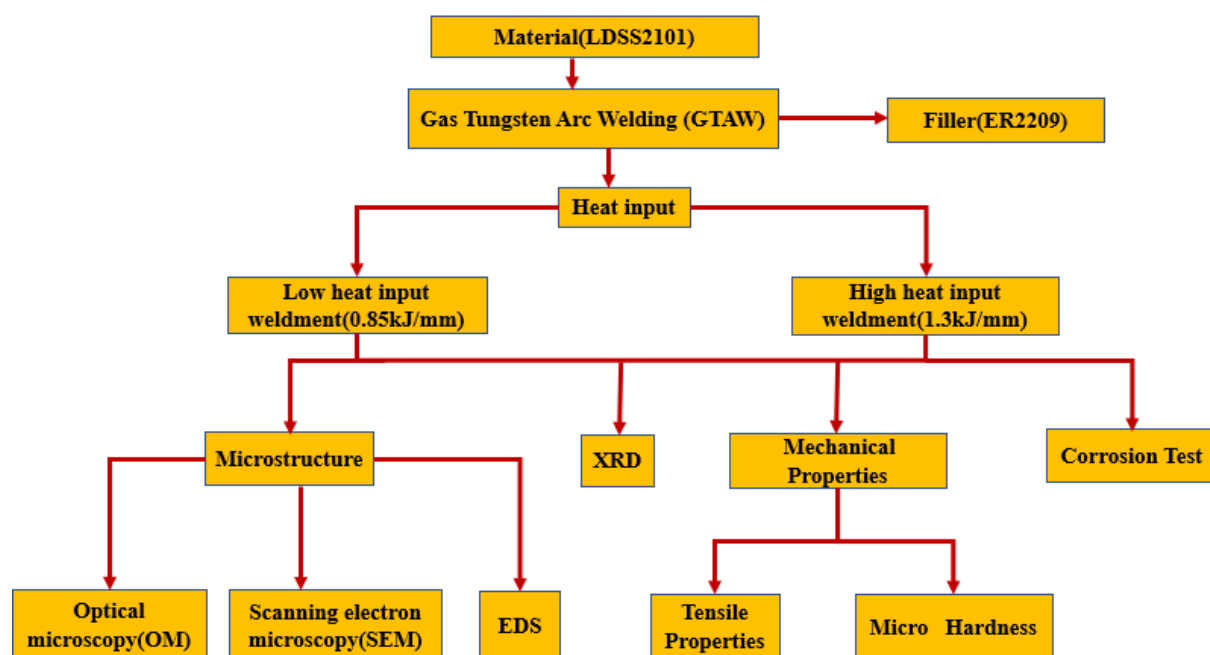 Material(LDSS2101)
Gas Tungsten Arc Welding (GTAW)
Filler(ER2209)
Heat input
Low heat input
weldment(0.85kJ/mm)
High heat input
weldment(1.3kJ/mm)
Microstructure
XRD
Mechanical
Properties
Corrosion Test
Optical
microscopy(OM)
Scanning electron
microscopy(SEM)
EDS
Tensile
Properties
Micro Hardness